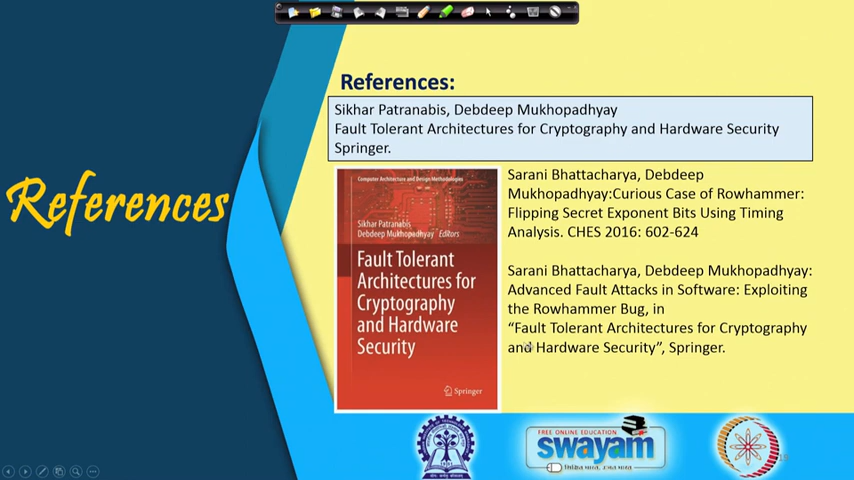 References:
Sikhar Patranabis, Debdeep Mukhopadhyay
Fault Tolerant Architectures for Cryptography and Hardware Security
Springer.
References
Computer Architecture and Design Methodologies
Sikhar Patranabis
Debdeep Mukhopadhyay Editors
Fault Tolerant
Architectures for
Cryptography
and Hardware
Security
Springer
Sarani Bhattacharya, Debdeep
Mukhopadhyay:Curious Case of Rowhammer:
Flipping Secret Exponent Bits Using Timing
Analysis. CHES 2016: 602-624
Sarani Bhattacharya, Debdeep Mukhopadhyay:
Advanced Fault Attacks in Software: Exploiting
the Rowhammer Bug, in
“Fault Tolerant Architectures for Cryptography
and Hardware Security”, Springer.
FREE ONLINE EDUCATION
swayam